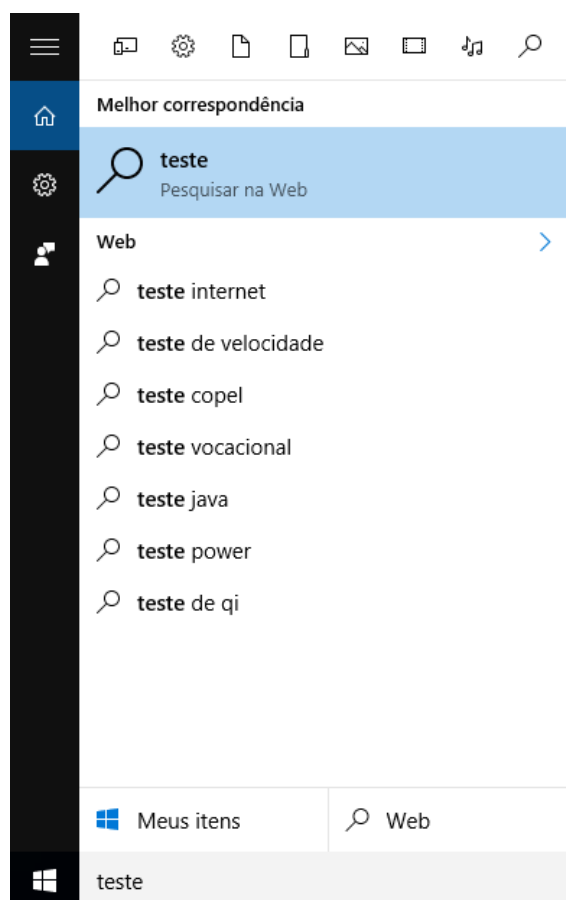 Melhor correspondência
teste
Pesquisar na Web
Web
teste internet
teste de velocidade
teste copel
teste vocacional
teste java
teste power
teste de qi
Meus itens
Web
teste